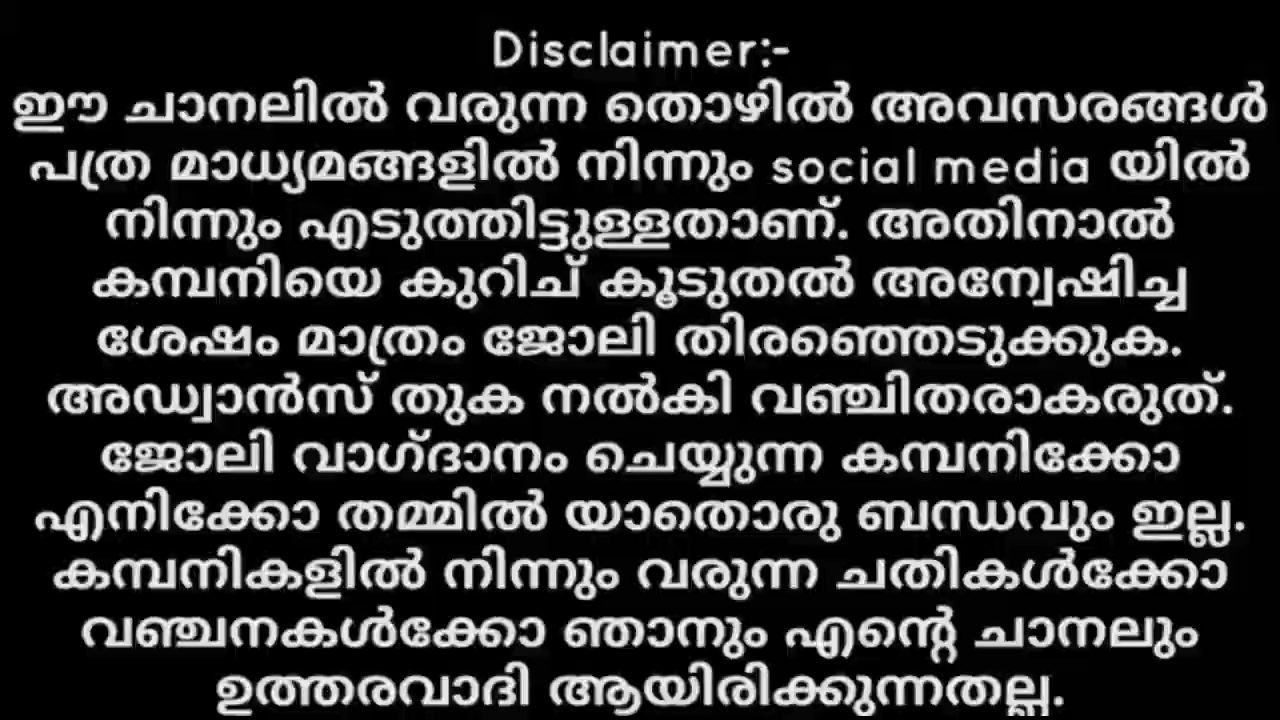 Disclaimer:-
ഈ ചാനലിൽ വരുന്ന തൊഴിൽ അവസരങ്ങൾ
പത്ര മാധ്യമങ്ങളിൽ നിന്നും social media യിൽ
നിന്നും എടുത്തിട്ടുള്ളതാണ്. അതിനാൽ
കമ്പനിയെ കുറിച് കൂടുതൽ അന്വേഷിച്ച
ശേഷം മാത്രം ജോലി തിരഞ്ഞെടുക്കുക.
അഡ്വാൻസ് തുക നൽകി വഞ്ചിതരാകരുത്.
ജോലി വാഗ്ദാനം ചെയ്യുന്ന കമ്പനിക്കോ
എനിക്കോ തമ്മിൽ യാതൊരു ബന്ധവും ഇല്ല.
കമ്പനികളിൽ നിന്നും വരുന്ന ചതികൾക്കോ
വഞ്ചനകൾക്കോ ഞാനും എന്റെ ചാനലും
ഉത്തരവാദി ആയിരിക്കുന്നതല്ല.